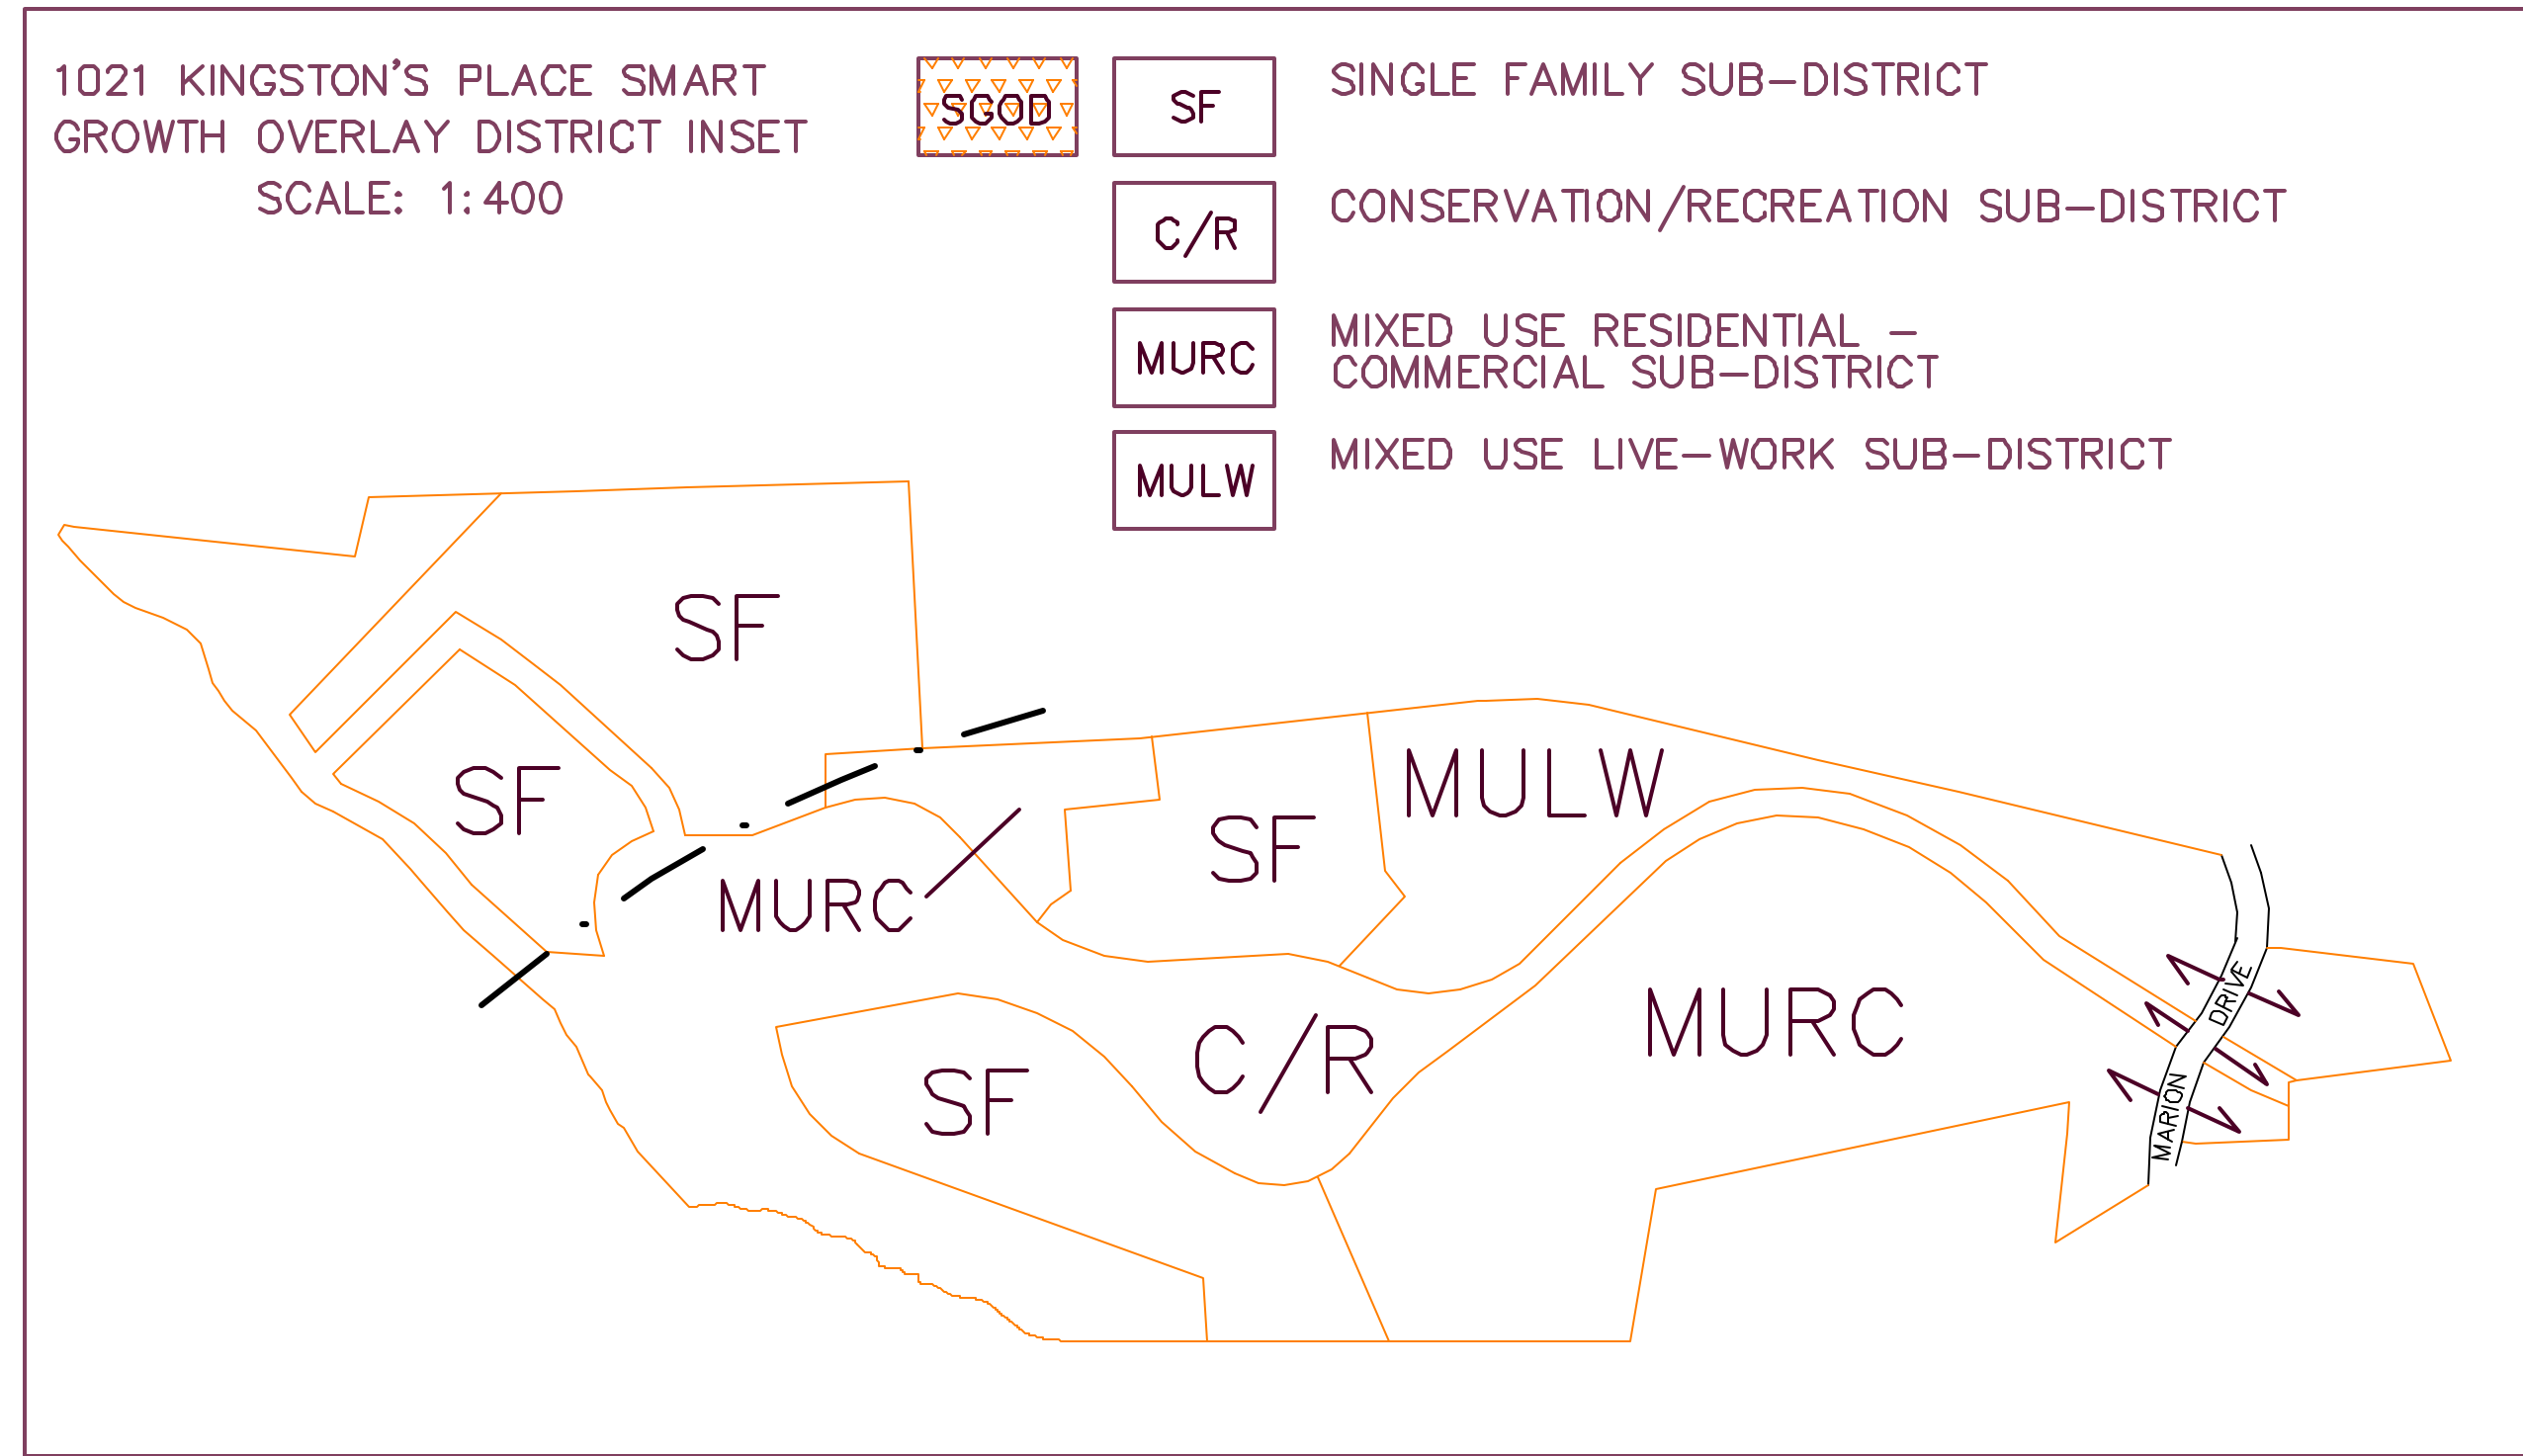 1021 KINGSTON'S PLACE SMART
GROWTH OVERLAY DISTRICT INSET
SCALE: 1:400
SGOD
SF SINGLE FAMILY SUB-DISTRICT
C/R CONSERVATION/RECREATION SUB-DISTRICT
MURC MIXED USE RESIDENTIAL -
COMMERCIAL SUB-DISTRICT
MULW MIXED USE LIVE-WORK SUB-DISTRICT
SF
SF
MULW
SF
MURC
MURC
C/R
SF
MARION DRIVE